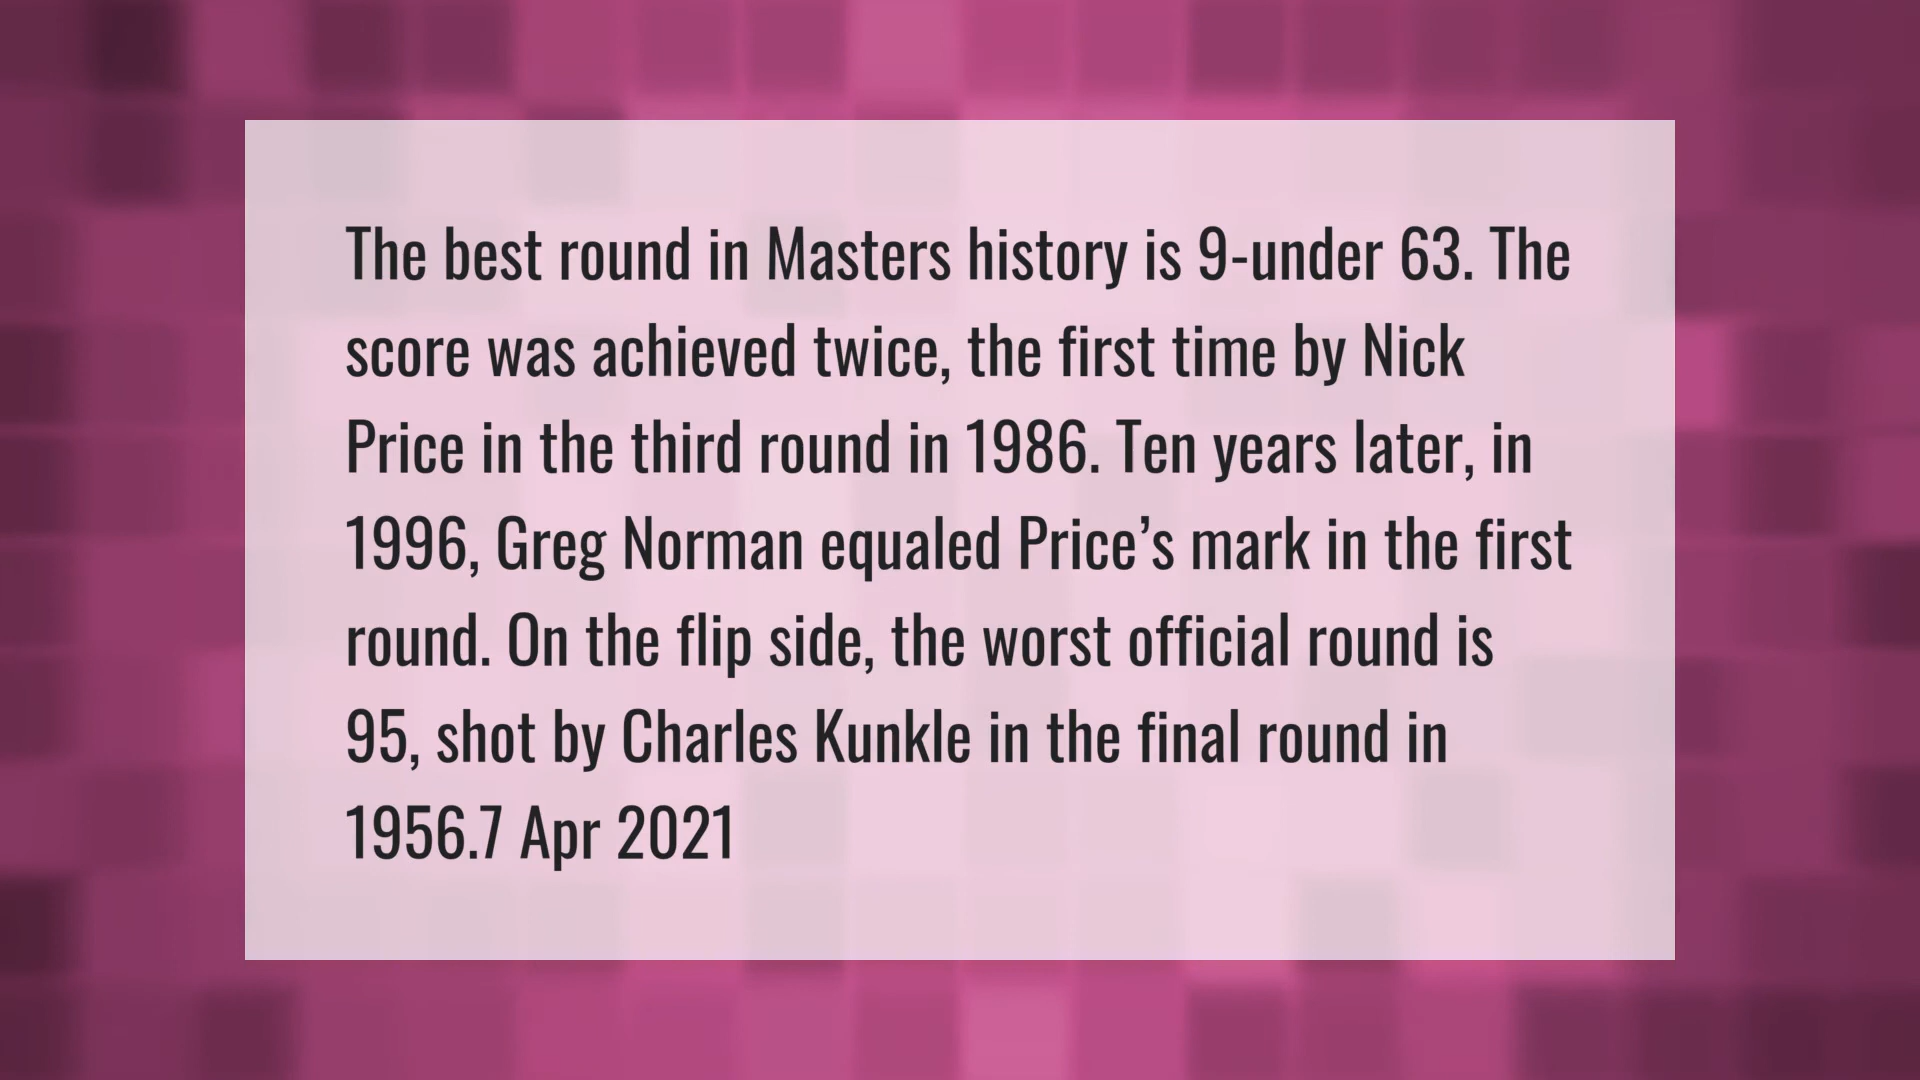 The best round in Masters history is 9-under 63. The
score was achieved twice, the first time by Nick
Price in the third round in 1986. Ten years later, in
1996, Greg Norman equaled Price’s mark in the first
round. On the flip side, the worst official round is
95, shot by Charles Kunkle in the final round in
1956.7 Apr 2021